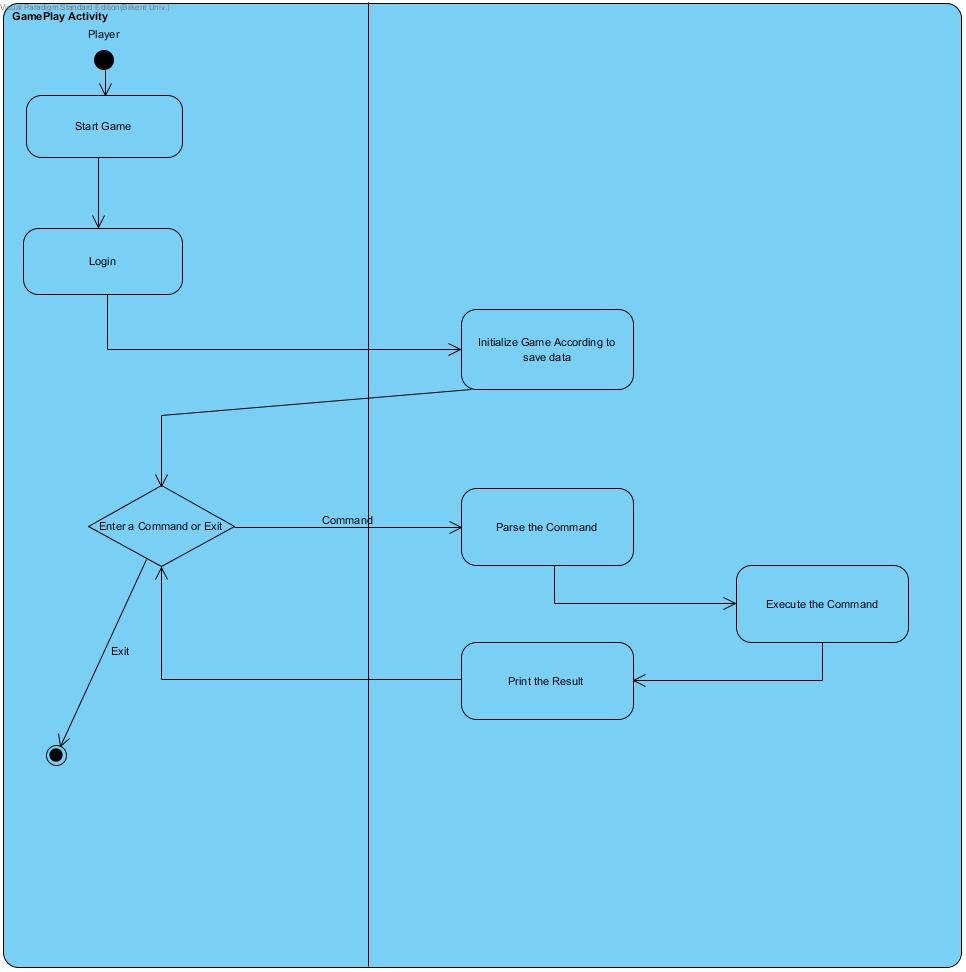 Visual Paradigm Standard Edition(Bilkent Univ.)
GamePlay Activity
Player
Start Game
Login
Initialize Game According to
save data
Enter a Command or Exit
Command
Parse the Command
Execute the Command
Exit
Print the Result